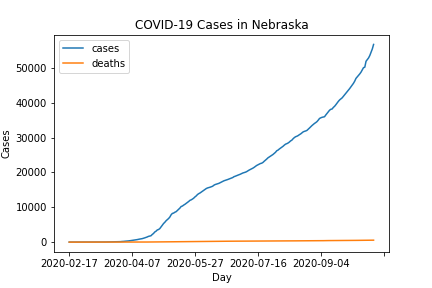 COVID-19 Cases in Nebraska
cases
deaths
50000
40000
30000
20000
10000
0
Cases
2020-02-17 2020-04-07 2020-05-27 2020-07-16 2020-09-04
Day